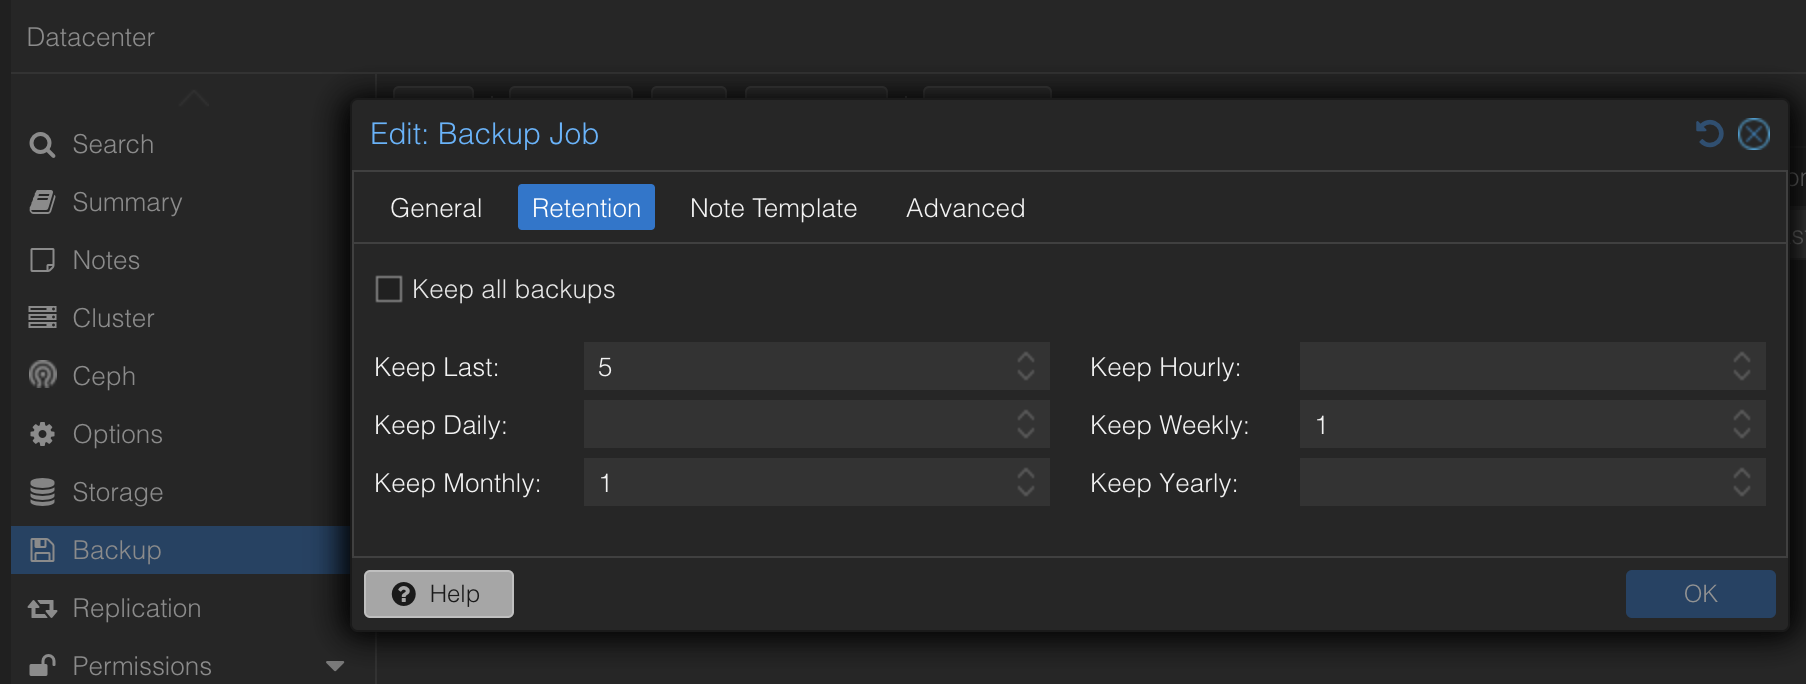 Datacenter
Search
Summary
Notes
Cluster
Ceph
Options
Storage
Backup
Replication
Permissions
Edit: Backup Job
General Retention Note Template Advanced
Keep all backups
Keep Last: 5 Keep Hourly:
Keep Daily: Keep Weekly: 1
Keep Monthly: 1 Keep Yearly:
Help OK